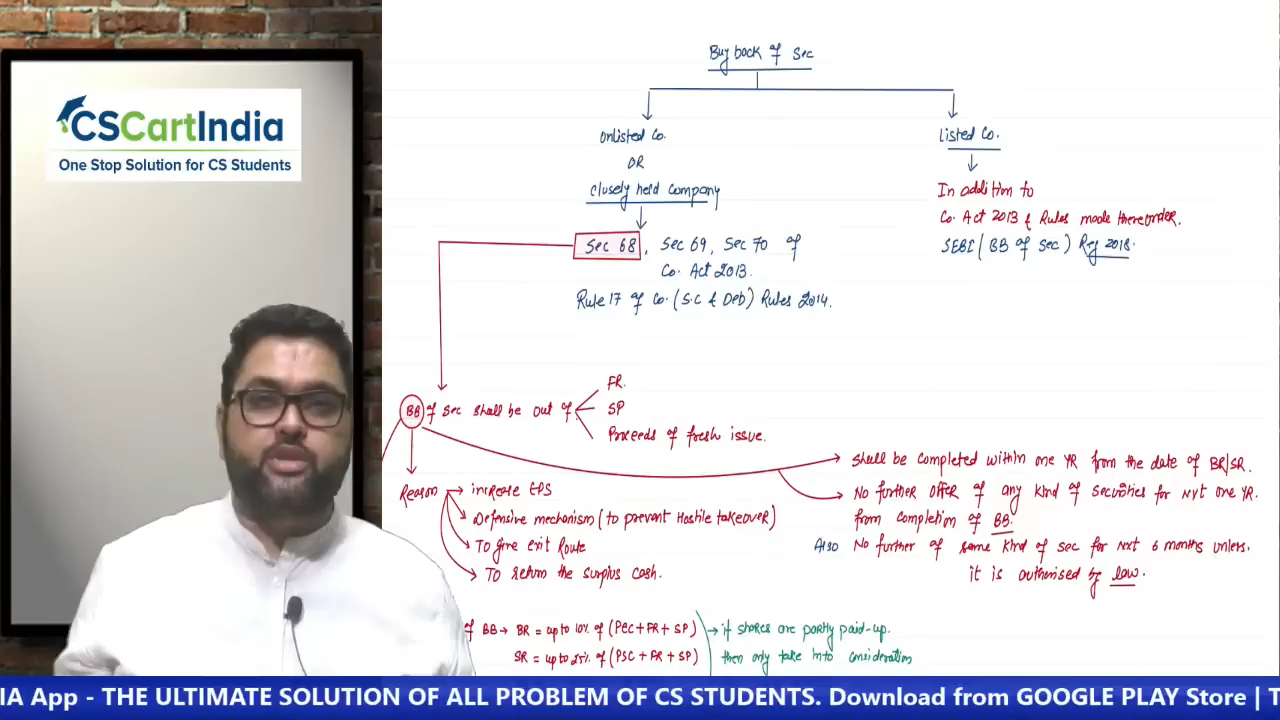 CSCartIndia
One Stop Solution for CS Students
Buy back of Sec
Unlisted Co.
OR
Closely held company
Sec 68, Sec 69, Sec 70 of
Co. Act 2013.
Rule 17 of Co. (S.C & Deb) Rules 2014.
Listed Co.
In addition to
Co. Act 2013 & Rules made thereunder.
SEBI (BB of Sec) Reg 2018.
BB of Sec shall be out of
FR.
SP
Proceeds of fresh issue.
Reason
increase EPS
Defensive mechanism (to prevent Hostile takeover)
To give exit Route
To return the surplus cash.
Shall be completed within one YR from the date of BR/SR.
No further offer of any kind of securities for nxt one YR.
from completion of BB.
Also No further of same kind of sec for nxt 6 months unless.
it is authorised by law.
of BB → BR = up to 10% of (PEC + FR + SP)
SR = up to 25% of (PSC + FR + SP)
if shares are partly paid-up.
then only take into consideration
IA App - THE ULTIMATE SOLUTION OF ALL PROBLEM OF CS STUDENTS. Download from GOOGLE PLAY Store | T